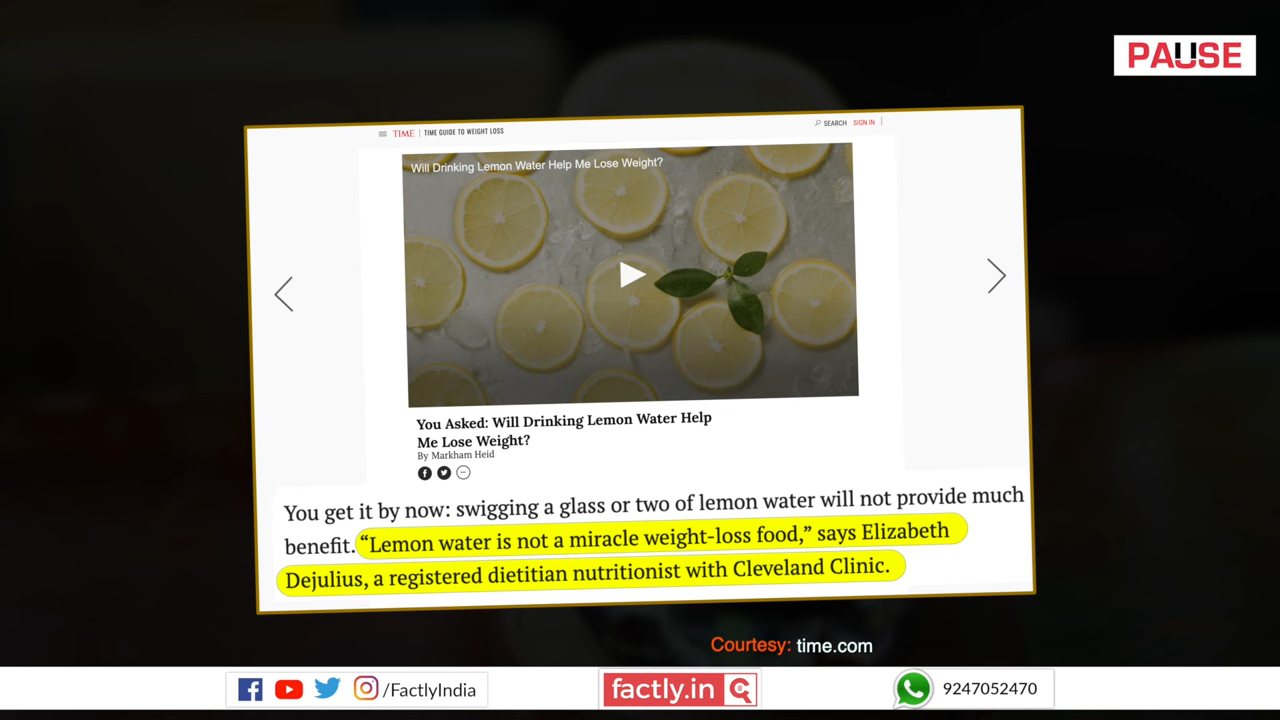 PAUSE
TIME | TIME GUIDE TO WEIGHT LOSS
SEARCH SIGN IN
Will Drinking Lemon Water Help Me Lose Weight?
You Asked: Will Drinking Lemon Water Help
Me Lose Weight?
By Markham Heid
You get it by now: swigging a glass or two of lemon water will not provide much
benefit. “Lemon water is not a miracle weight-loss food,” says Elizabeth
Dejulius, a registered dietitian nutritionist with Cleveland Clinic.
Courtesy: time.com
/FactlyIndia
factly.in
9247052470